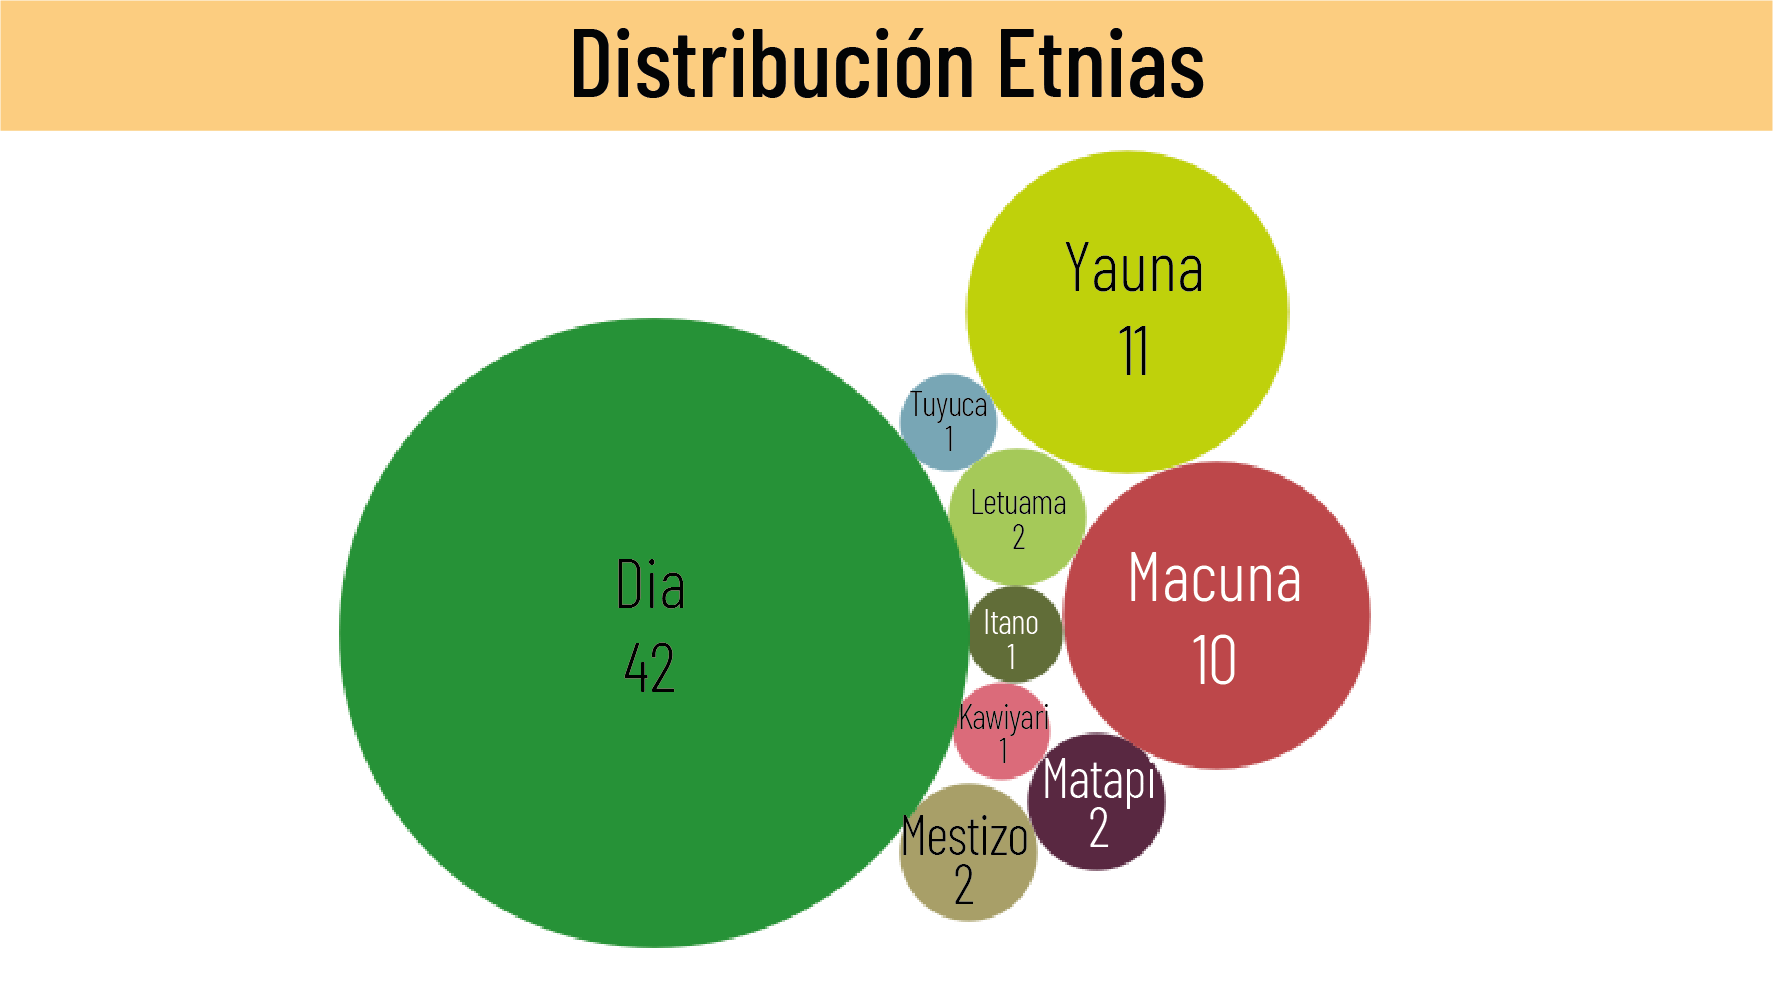 Distribución Etnias
Yauna
11
Tuyuca
1
Letuama
2
Dia
42
Macuna
10
Itano
1
Kawiyari
1
Matapi
2
Mestizo
2